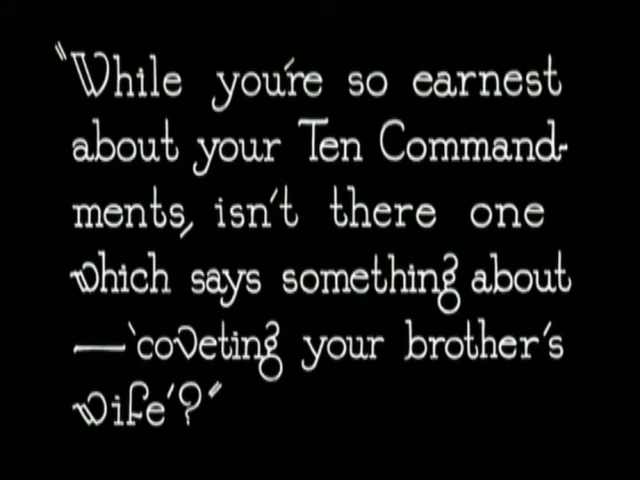 "While you're so earnest
about your Ten Command-
ments, isn't there one
which says something about
—'coveting your brother's
wife'?"